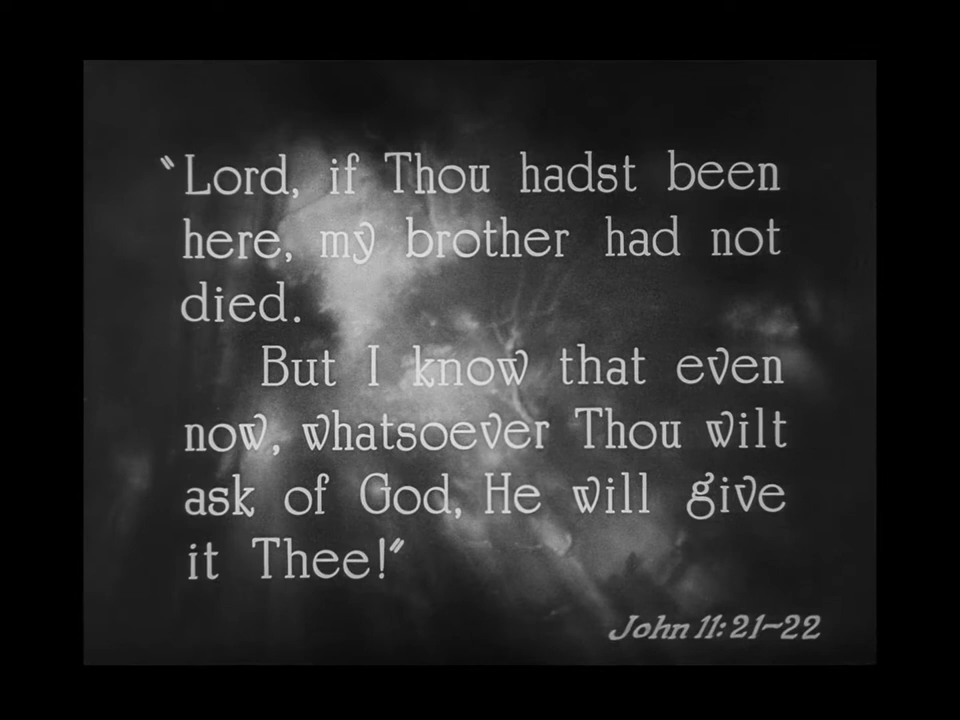 "Lord, if Thou hadst been
here, my brother had not
died.
But I know that even
now, whatsoever Thou wilt
ask of God, He will give
it Thee!"
John 11:21-22